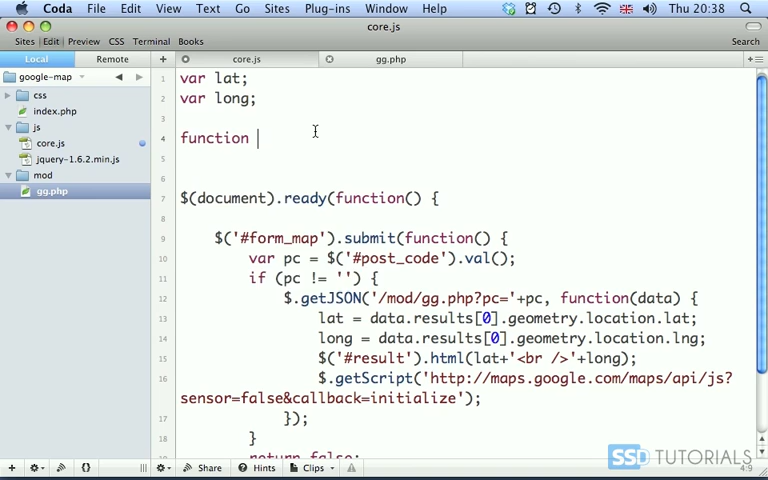 Coda File Edit View Text Go Sites Plug-ins Window Help Thu 20:38
core.js
Sites Edit Preview CSS Terminal Books Search
Local Remote core.js gg.php
google-map
css
index.php
js
core.js
jquery-1.6.2.min.js
mod
gg.php
1 var lat;
2 var long;
3
4 function
5
6
7 $(document).ready(function() {
8
9 $('#form_map').submit(function() {
10 var pc = $('#post_code').val();
11 if (pc != '') {
12 $.getJSON('/mod/gg.php?pc='+pc, function(data) {
13 lat = data.results[0].geometry.location.lat;
14 long = data.results[0].geometry.location.lng;
15 $('#result').html(lat+'<br />'+long);
16 $.getScript('http://maps.google.com/maps/api/js?
sensor=false&callback=initialize');
17 });
18 }
19 return false;
Share Hints Clips 4:9
SSDTUTORIALS